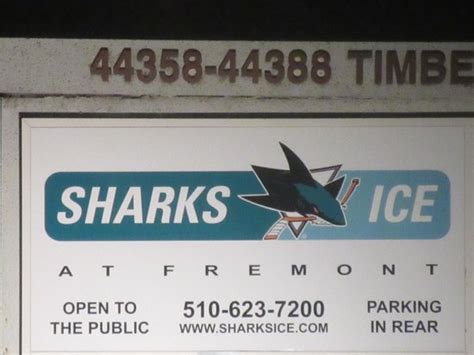 44358-44388 TIMBE
SHARKS ICE
AT FREMONT
OPEN TO THE PUBLIC
510-623-7200
WWW.SHARKSICE.COM
PARKING IN REAR